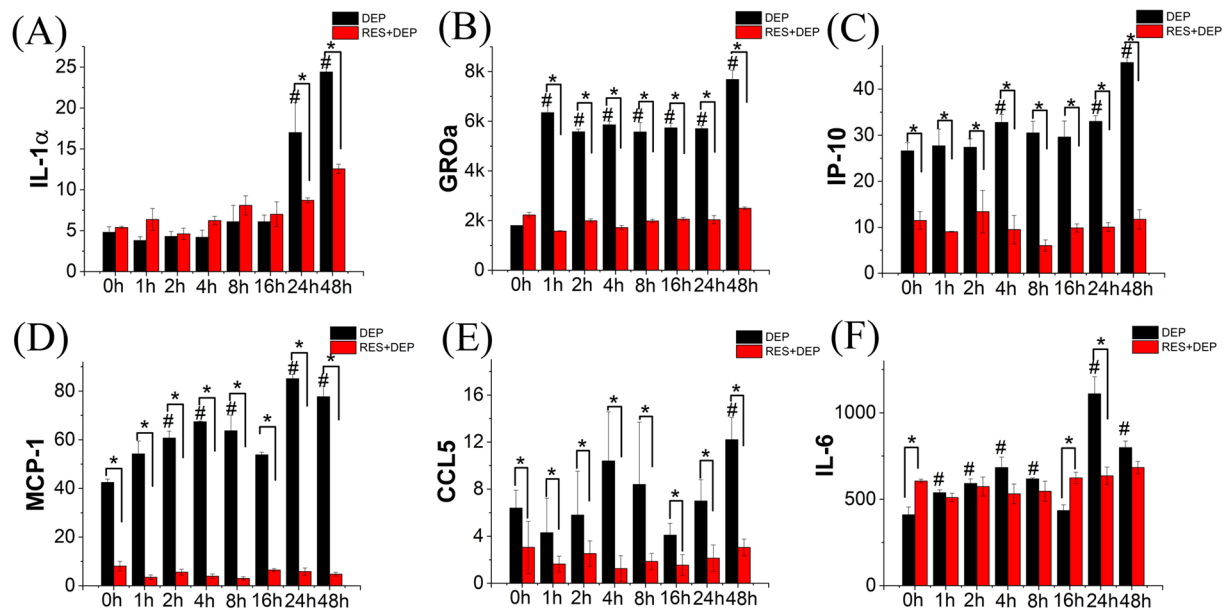 (A)
DEP
RES+DEP
IL-1α
25
20
15
10
5
0
# * # *
0h 1h 2h 4h 8h 16h 24h 48h
(B)
DEP
RES+DEP
GROa
8k
6k
4k
2k
0
# * # * # * # * # * # * # *
0h 1h 2h 4h 8h 16h 24h 48h
(C)
DEP
RES+DEP
IP-10
40
30
20
10
0
* * * # * * * # * # *
0h 1h 2h 4h 8h 16h 24h 48h
(D)
DEP
RES+DEP
MCP-1
80
60
40
20
0
* * # * # * # * * # * # *
0h 1h 2h 4h 8h 16h 24h 48h
(E)
DEP
RES+DEP
CCL5
16
12
8
4
0
* * * * * * * # *
0h 1h 2h 4h 8h 16h 24h 48h
(F)
DEP
RES+DEP
IL-6
1000
500
0
* # # # # * # * #
0h 1h 2h 4h 8h 16h 24h 48h